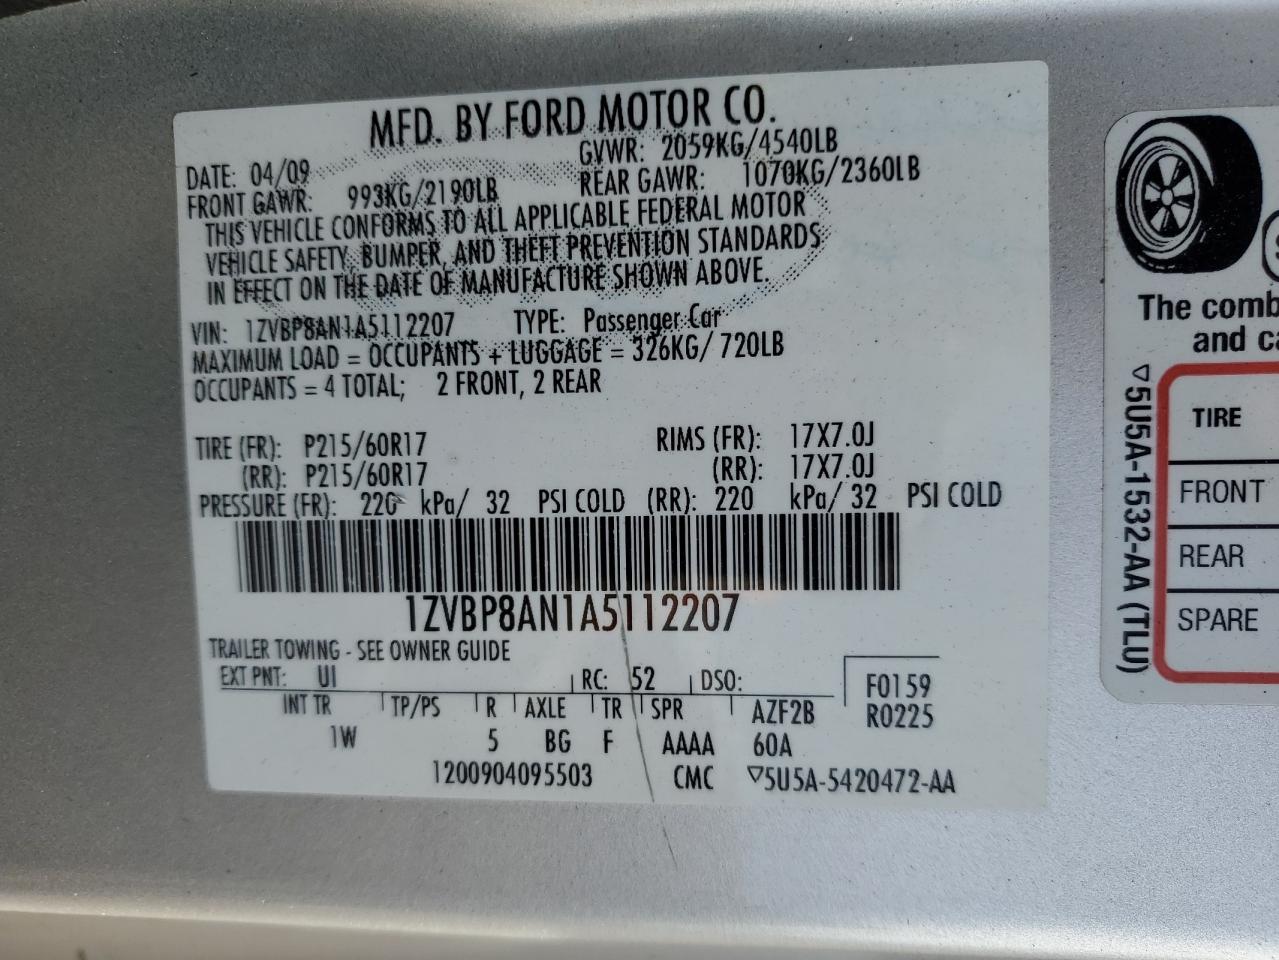 MFD. BY FORD MOTOR CO.
DATE: 04/09 GVWR: 2059KG/4540LB
FRONT GAWR: 993KG/2190LB REAR GAWR: 1070KG/2360LB
THIS VEHICLE CONFORMS TO ALL APPLICABLE FEDERAL MOTOR
VEHICLE SAFETY, BUMPER, AND THEFT PREVENTION STANDARDS
IN EFFECT ON THE DATE OF MANUFACTURE SHOWN ABOVE.
VIN: 1ZVBP8AN1A5112207 TYPE: Passenger Car
MAXIMUM LOAD = OCCUPANTS + LUGGAGE = 326KG/ 720LB
OCCUPANTS = 4 TOTAL; 2 FRONT, 2 REAR
TIRE (FR): P215/60R17 RIMS (FR): 17X7.0J
(RR): P215/60R17 (RR): 17X7.0J
PRESSURE (FR): 220 kPa/ 32 PSI COLD (RR): 220 kPa/ 32 PSI COLD
1ZVBP8AN1A5112207
TRAILER TOWING - SEE OWNER GUIDE
EXT PNT: UI RC: 52 DSO: F0159
INT TR TP/PS R AXLE TR SPR AZF2B R0225
1W 5 BG F AAAA 60A
1200904095503 CMC ▽5U5A-5420472-AA
The comb
and ca
▽5U5A-1532-AA (TLU)
TIRE
FRONT
REAR
SPARE